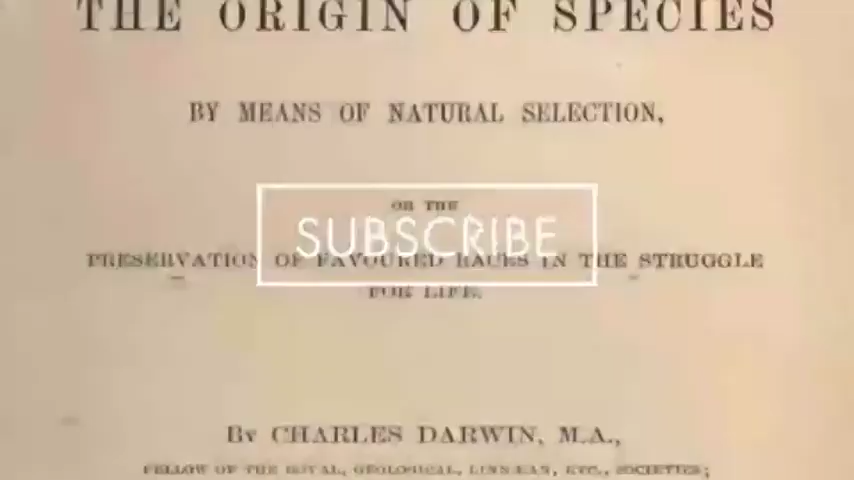 THE ORIGIN OF SPECIES
BY MEANS OF NATURAL SELECTION,
OR THE
SUBSCRIBE
PRESERVATION OF FAVOURED RACES IN THE STRUGGLE
FOR LIFE.
BY CHARLES DARWIN, M.A.,
FELLOW OF THE ROYAL, GEOLOGICAL, LINNÆAN, ETC., SOCIETIES;